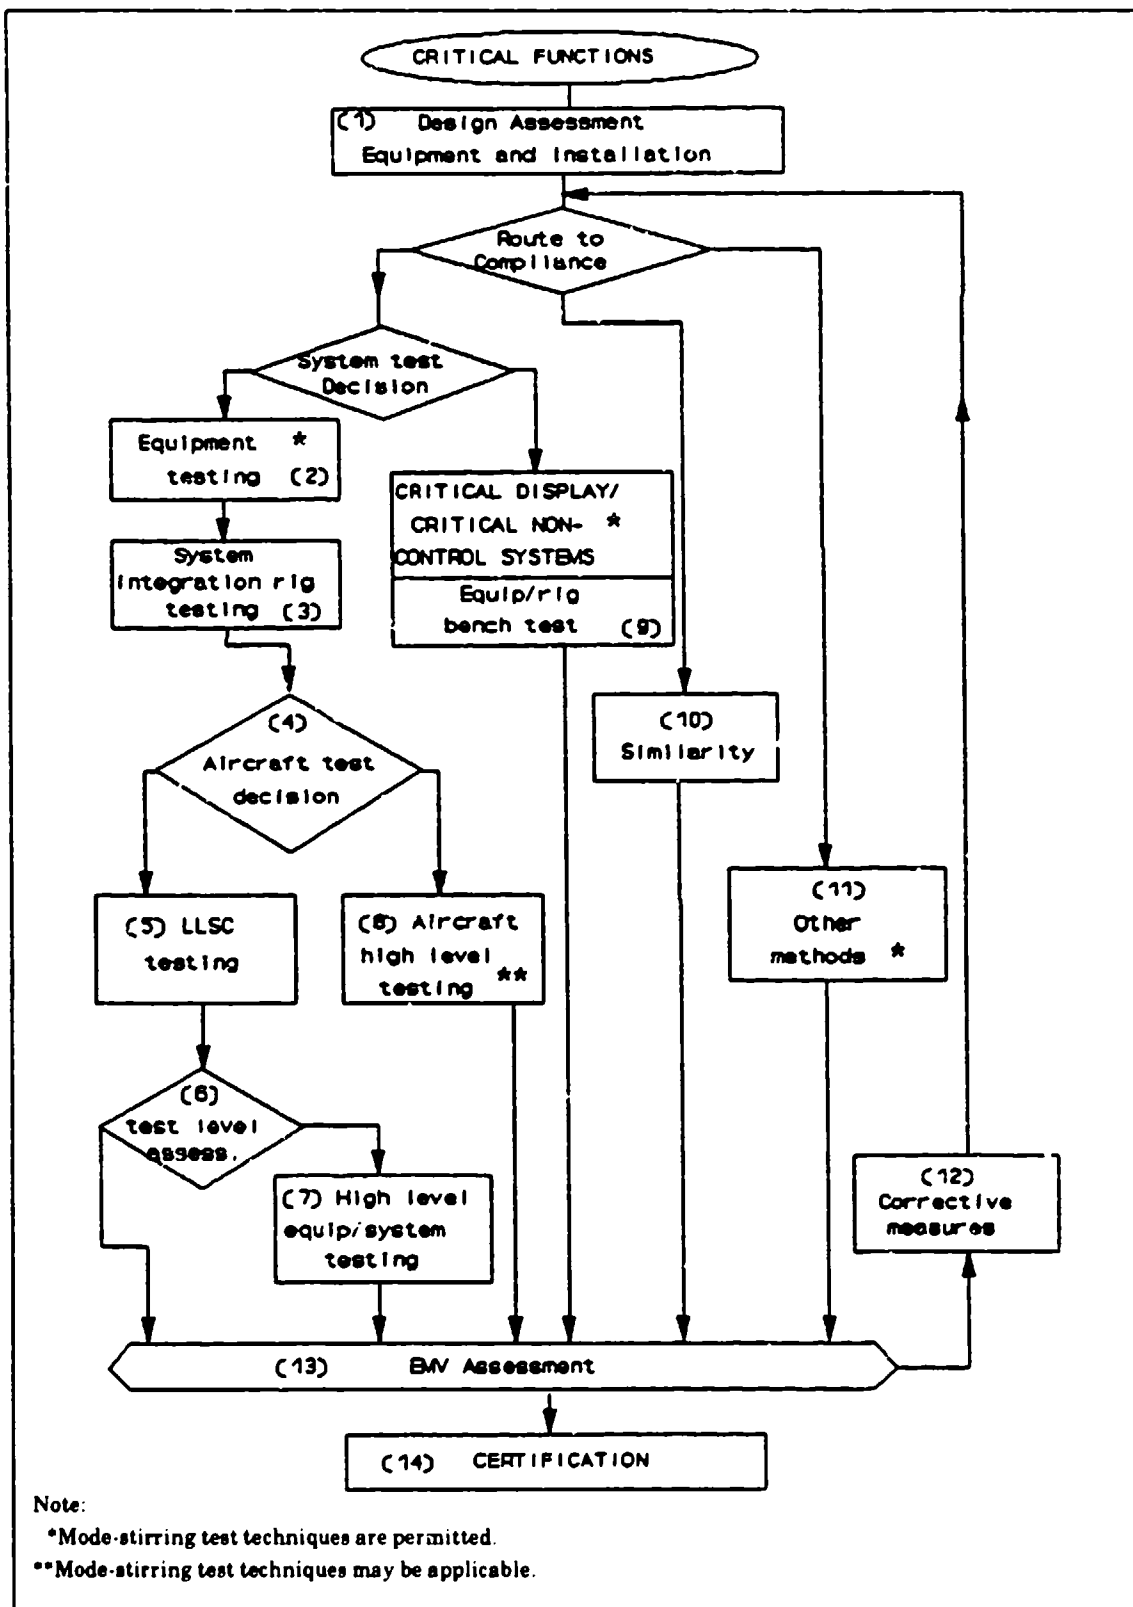 CRITICAL FUNCTIONS
(1) Design Assessment
Equipment and Installation
Route to
Compliance
System test
Decision
Equipment *
testing (2)
System
integration rig
testing (3)
CRITICAL DISPLAY/
CRITICAL NON- *
CONTROL SYSTEMS
Equip/rig
bench test (9)
(4)
Aircraft test
decision
(10)
Similarity
(5) LLSC
testing
(8) Aircraft
high level
testing **
(11)
Other
methods *
(6)
test level
assess.
(7) High level
equip/system
testing
(12)
Corrective
measures
(13) EMV Assessment
(14) CERTIFICATION
Note:
*Mode-stirring test techniques are permitted.
**Mode-stirring test techniques may be applicable.